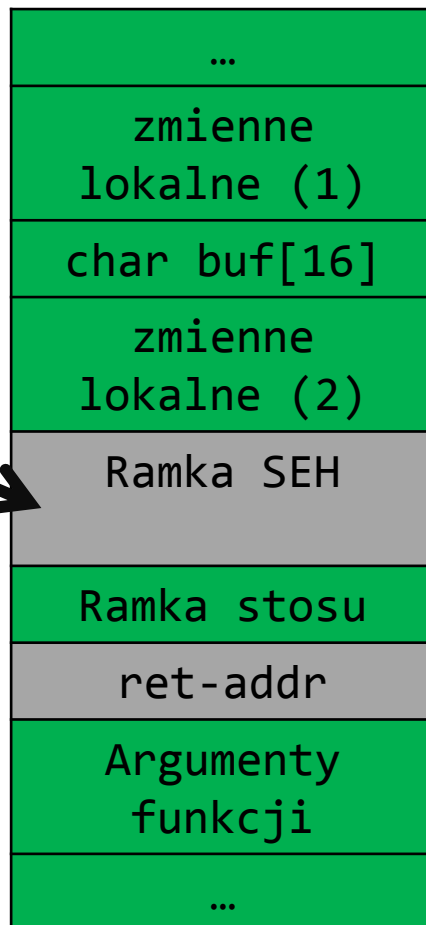 …
zmienne
lokalne (1)
char buf[16]
zmienne
lokalne (2)
Ramka SEH
Ramka stosu
ret-addr
Argumenty
funkcji
…